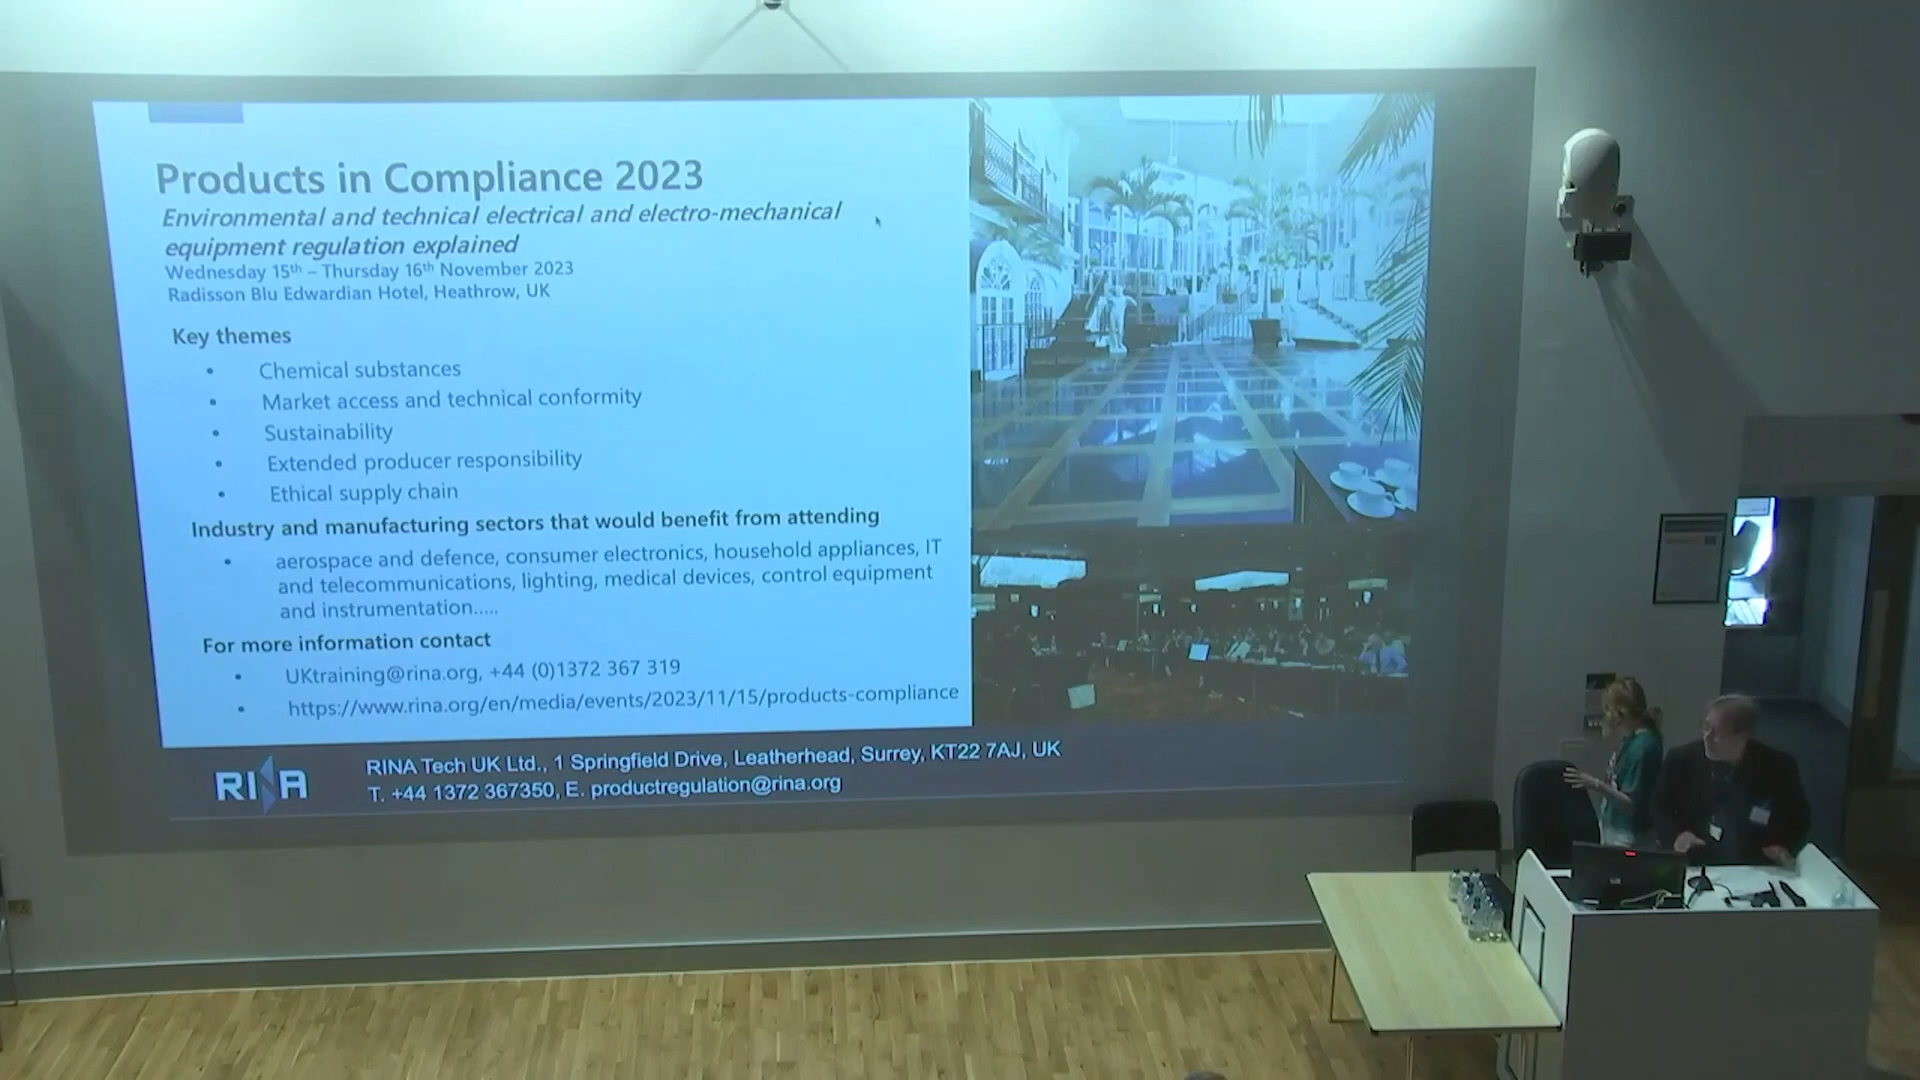 Products in Compliance 2023
Environmental and technical electrical and electro-mechanical
equipment regulation explained
Wednesday 15th – Thursday 16th November 2023
Radisson Blu Edwardian Hotel, Heathrow, UK
Key themes
• Chemical substances
• Market access and technical conformity
• Sustainability
• Extended producer responsibility
• Ethical supply chain
Industry and manufacturing sectors that would benefit from attending
• aerospace and defence, consumer electronics, household appliances, IT
and telecommunications, lighting, medical devices, control equipment
and instrumentation.....
For more information contact
• UKtraining@rina.org, +44 (0)1372 367 319
• https://www.rina.org/en/media/events/2023/11/15/products-compliance
RINA
RINA Tech UK Ltd., 1 Springfield Drive, Leatherhead, Surrey, KT22 7AJ, UK
T. +44 1372 367350, E. productregulation@rina.org